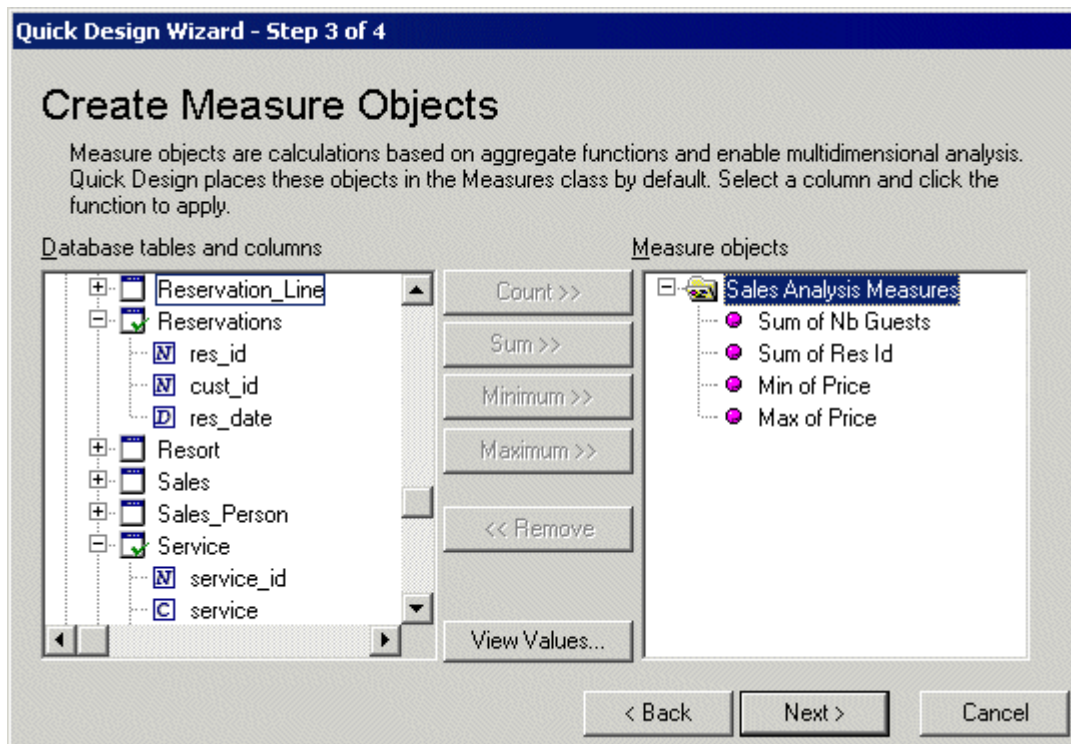 Quick Design Wizard - Step 3 of 4
Create Measure Objects
Measure objects are calculations based on aggregate functions and enable multidimensional analysis.
Quick Design places these objects in the Measures class by default. Select a column and click the
function to apply.
Database tables and columns
Reservation_Line
Reservations
N res_id
N cust_id
D res_date
Resort
Sales
Sales_Person
Service
N service_id
C service
Count >>
Sum >>
Minimum >>
Maximum >>
<< Remove
View Values...
Measure objects
Sales Analysis Measures
Sum of Nb Guests
Sum of Res Id
Min of Price
Max of Price
< Back
Next >
Cancel